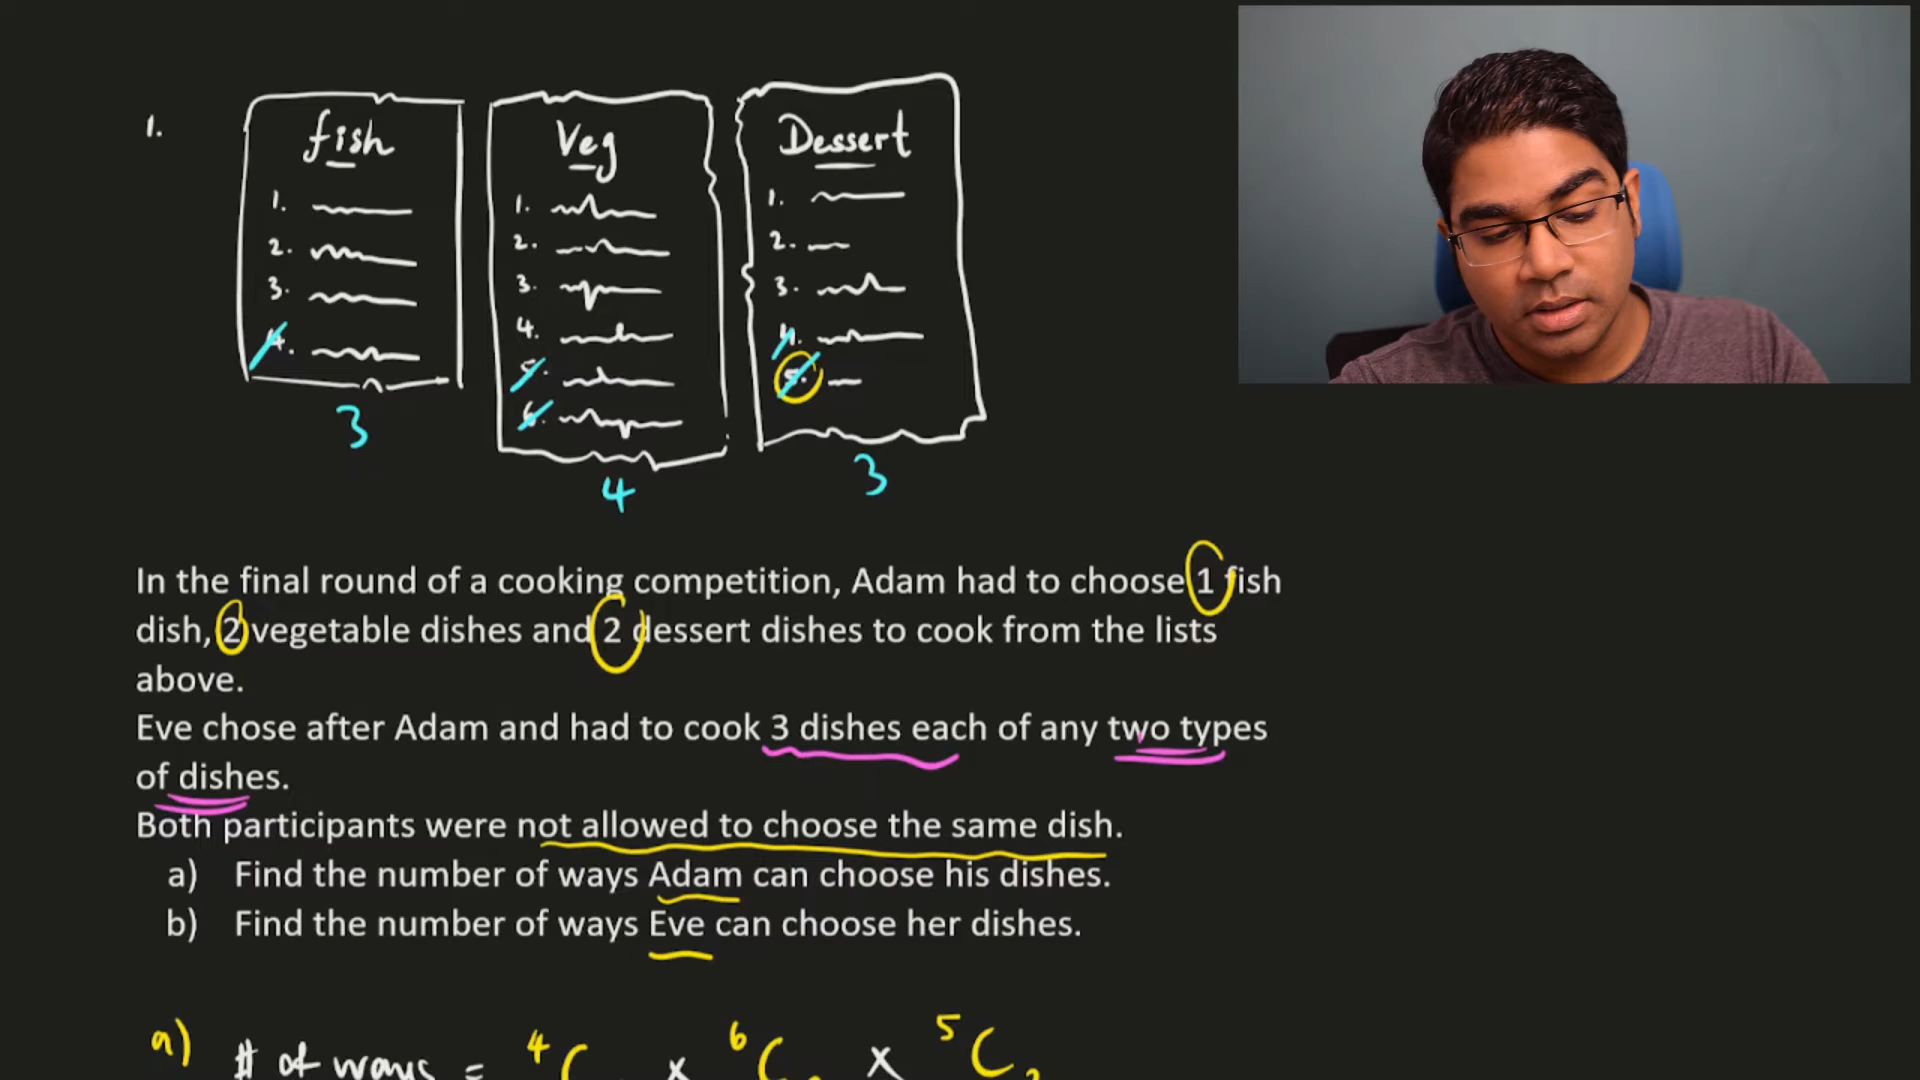 1.
fish Veg Dessert
1. 1. 1.
2. 2. 2.
3. 3. 3.
4. 4. 4.
5. 5.
6.
3 4 3
In the final round of a cooking competition, Adam had to choose 1 fish
dish, 2 vegetable dishes and 2 dessert dishes to cook from the lists
above.
Eve chose after Adam and had to cook 3 dishes each of any two types
of dishes.
Both participants were not allowed to choose the same dish.
a) Find the number of ways Adam can choose his dishes.
b) Find the number of ways Eve can choose her dishes.
a) # of ways = 4C x 6C x 5C